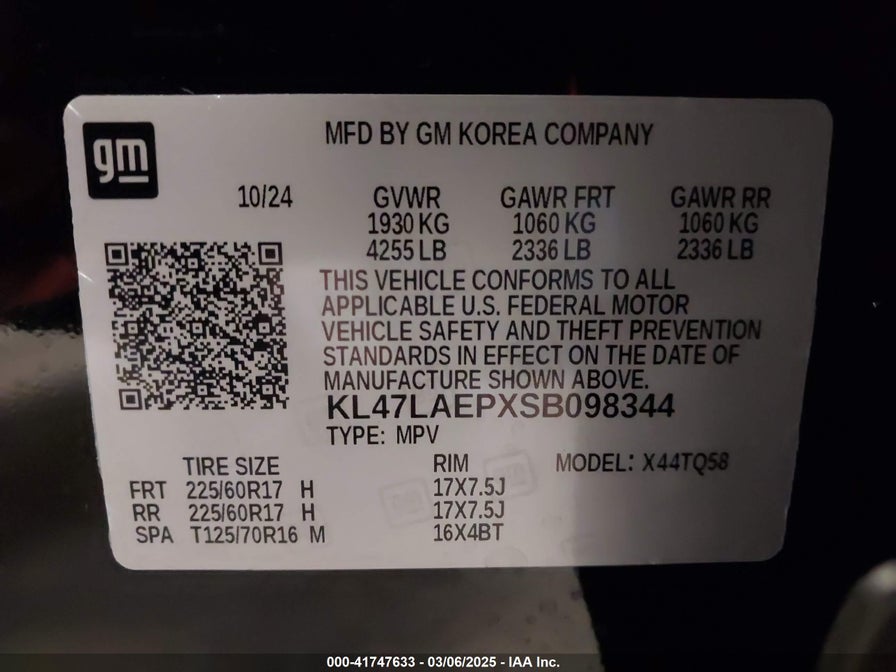 gm
MFD BY GM KOREA COMPANY
10/24 GVWR GAWR FRT GAWR RR
1930 KG 1060 KG 1060 KG
4255 LB 2336 LB 2336 LB
THIS VEHICLE CONFORMS TO ALL
APPLICABLE U.S. FEDERAL MOTOR
VEHICLE SAFETY AND THEFT PREVENTION
STANDARDS IN EFFECT ON THE DATE OF
MANUFACTURE SHOWN ABOVE.
KL47LAEPXSB098344
TYPE: MPV
TIRE SIZE RIM MODEL: X44TQ58
FRT 225/60R17 H 17X7.5J
RR 225/60R17 H 17X7.5J
SPA T125/70R16 M 16X4BT
000-41747633 - 03/06/2025 - IAA Inc.